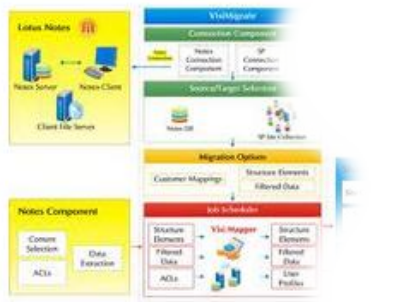 Lotus Notes
Notes Server
Notes Client
Client File Server
VisiMigrate
Connection Component
Notes
Connection
Component
SP
Connection
Component
Source/Target Selection
Notes DB
SP Site Collection
Migration Options
Customer Mappings
Structure Elements
Filtered Data
Notes Component
Content
Selection
ACLs
Data
Extraction
Job Scheduler
Structure
Elements
Filtered
Data
ACLs
Visi Mapper
Structure
Elements
Filtered
Data
User
Profiles